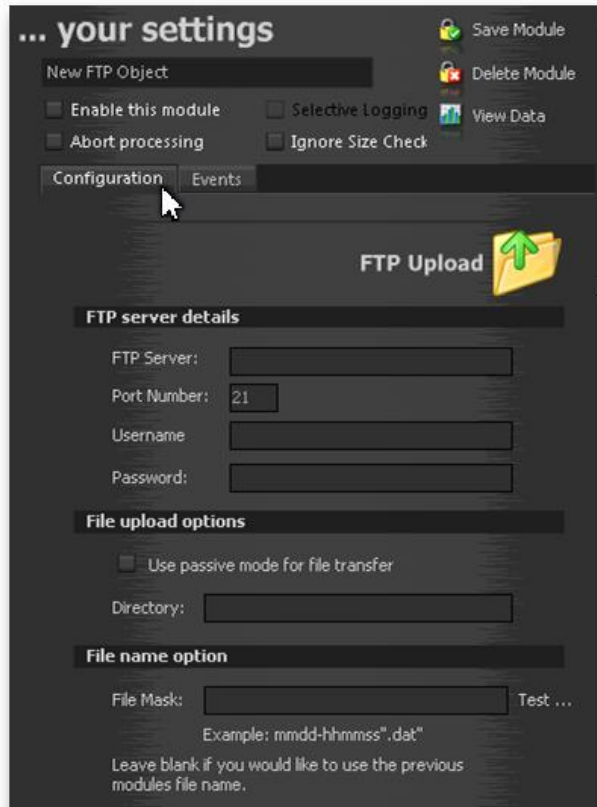 ... your settings
Save Module
New FTP Object
Delete Module
Enable this module
Selective Logging
View Data
Abort processing
Ignore Size Check
Configuration
Events
FTP Upload
FTP server details
FTP Server:
Port Number: 21
Username
Password:
File upload options
Use passive mode for file transfer
Directory:
File name option
File Mask:
Test ...
Example: mmdd-hhmmss".dat"
Leave blank if you would like to use the previous
modules file name.